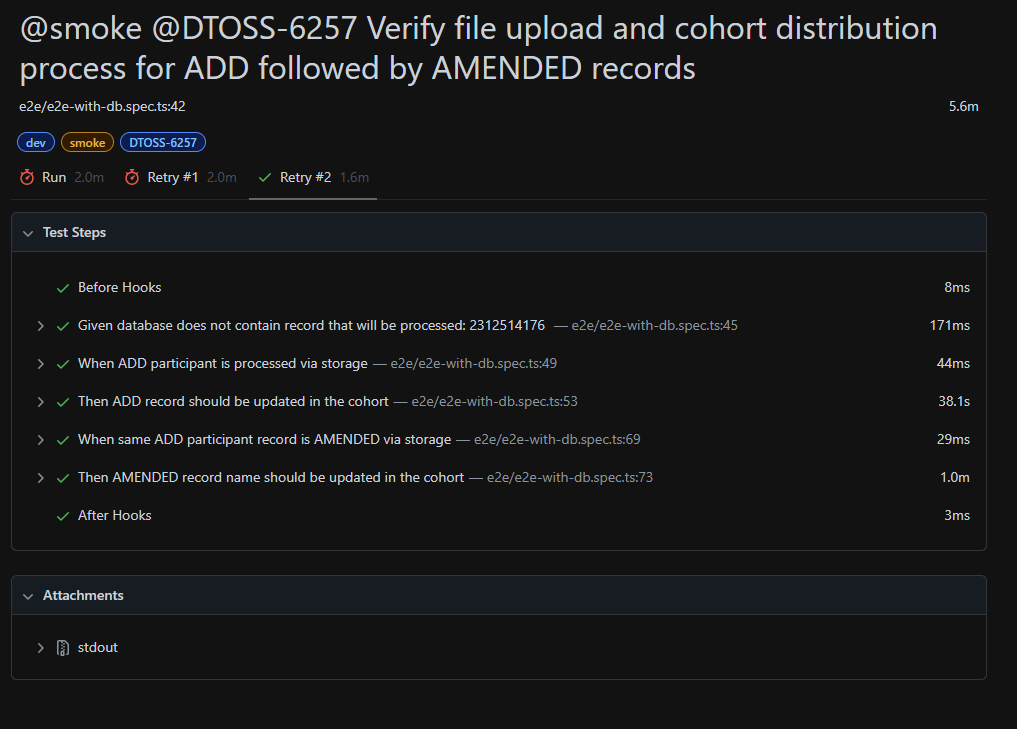 @smoke @DTOSS-6257 Verify file upload and cohort distribution
process for ADD followed by AMENDED records
e2e/e2e-with-db.spec.ts:42 5.6m
dev smoke DTOSS-6257
Run 2.0m Retry #1 2.0m Retry #2 1.6m
Test Steps
Before Hooks 8ms
Given database does not contain record that will be processed: 2312514176 — e2e/e2e-with-db.spec.ts:45 171ms
When ADD participant is processed via storage — e2e/e2e-with-db.spec.ts:49 44ms
Then ADD record should be updated in the cohort — e2e/e2e-with-db.spec.ts:53 38.1s
When same ADD participant record is AMENDED via storage — e2e/e2e-with-db.spec.ts:69 29ms
Then AMENDED record name should be updated in the cohort — e2e/e2e-with-db.spec.ts:73 1.0m
After Hooks 3ms
Attachments
stdout